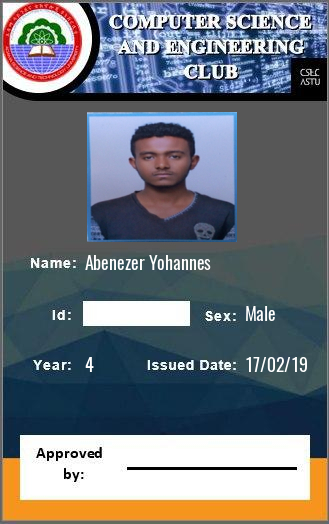 COMPUTER SCIENCE
AND ENGINEERING
CLUB
CSEC
ASTU
Name: Abenezer Yohannes
Id: Sex: Male
Year: 4 Issued Date: 17/02/19
Approved
by: